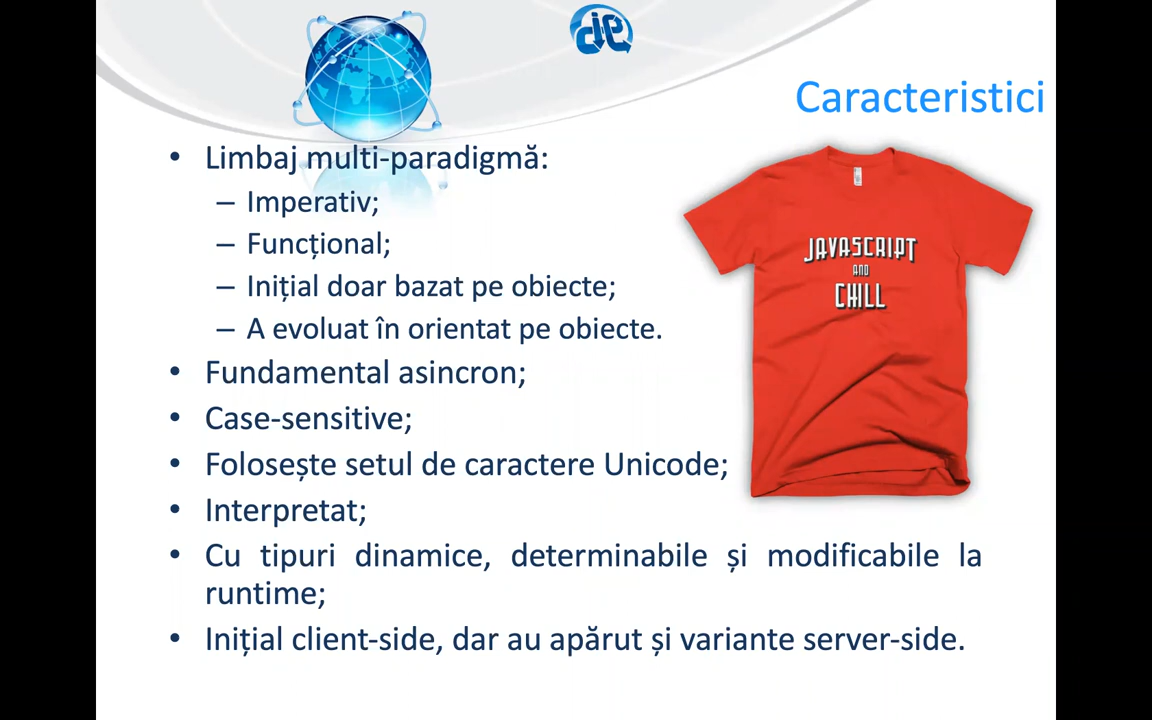 Caracteristici
• Limbaj multi-paradigmă:
– Imperativ;
– Funcțional;
– Inițial doar bazat pe obiecte;
– A evoluat în orientat pe obiecte.
• Fundamental asincron;
• Case-sensitive;
• Folosește setul de caractere Unicode;
• Interpretat;
• Cu tipuri dinamice, determinabile și modificabile la
runtime;
• Inițial client-side, dar au apărut și variante server-side.
JAVASCRIPT
AND
CHILL